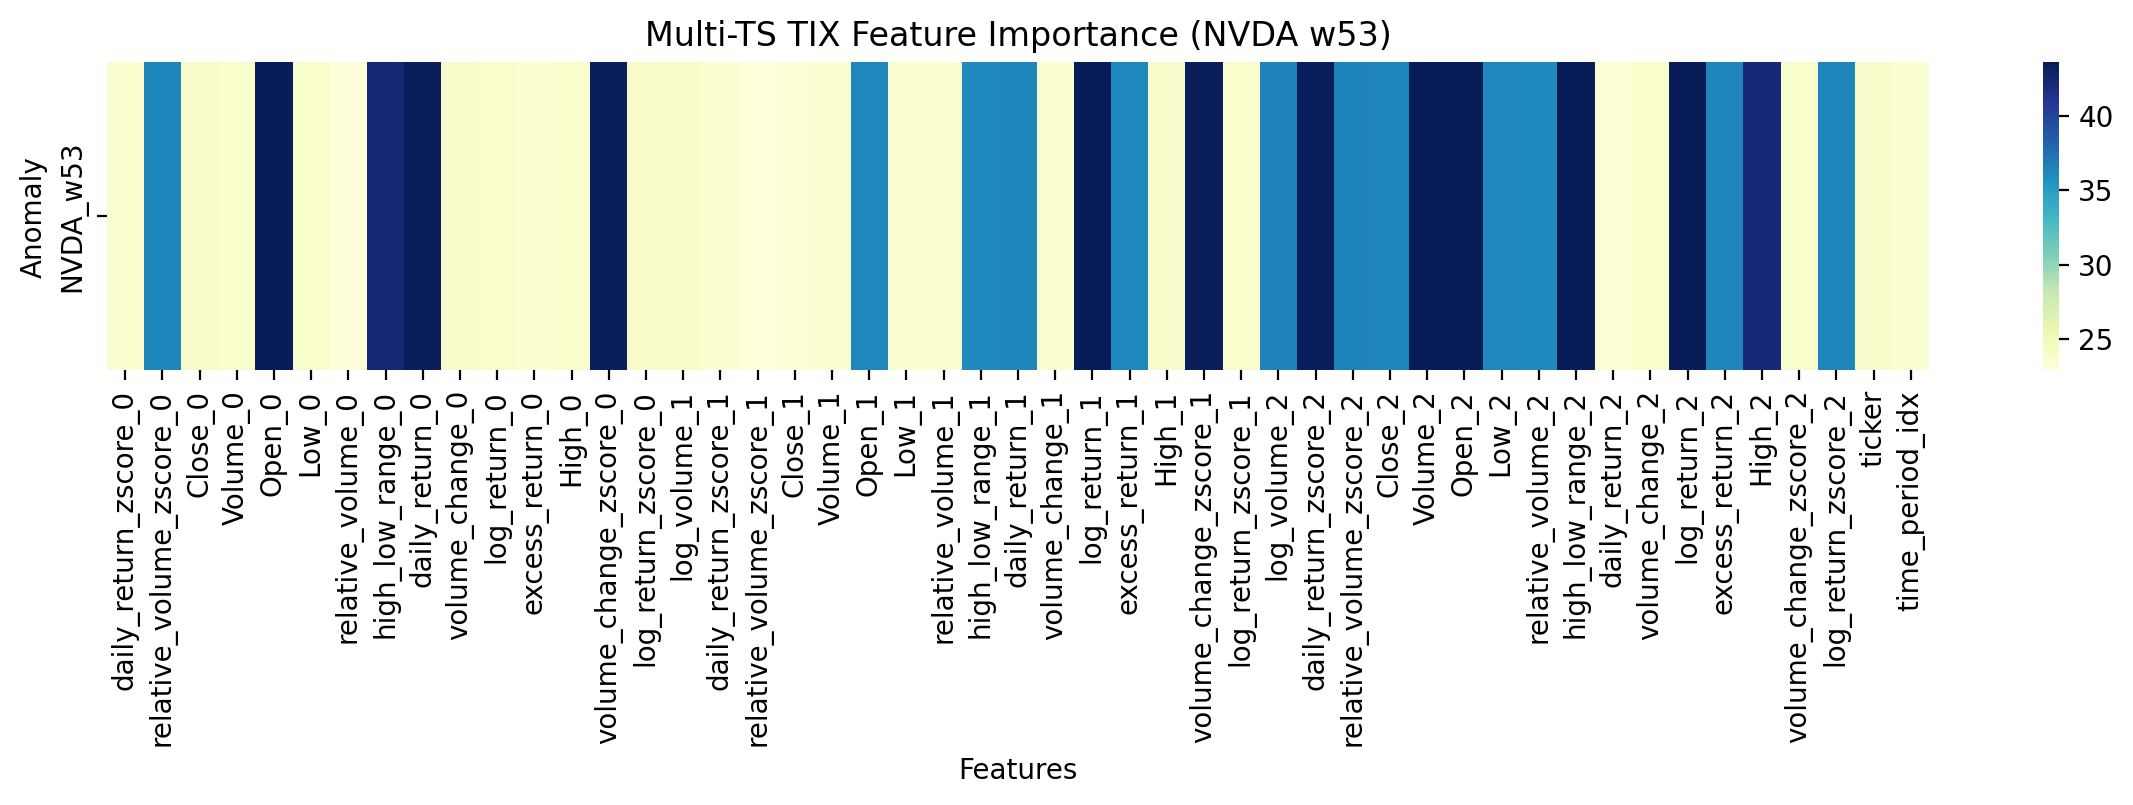 Multi-TS TIX Feature Importance (NVDA w53)
Anomaly
NVDA_w53
40
35
30
25
daily_return_zscore_0
relative_volume_zscore_0
Close_0
Volume_0
Open_0
Low_0
relative_volume_0
high_low_range_0
daily_return_0
volume_change_0
log_return_0
excess_return_0
High_0
volume_change_zscore_0
log_return_zscore_0
log_volume_1
daily_return_zscore_1
relative_volume_zscore_1
Close_1
Volume_1
Open_1
Low_1
relative_volume_1
high_low_range_1
daily_return_1
volume_change_1
log_return_1
excess_return_1
High_1
volume_change_zscore_1
log_return_zscore_1
log_volume_2
daily_return_zscore_2
relative_volume_zscore_2
Close_2
Volume_2
Open_2
Low_2
relative_volume_2
high_low_range_2
daily_return_2
volume_change_2
log_return_2
excess_return_2
High_2
volume_change_zscore_2
log_return_zscore_2
ticker
time_period_idx
Features